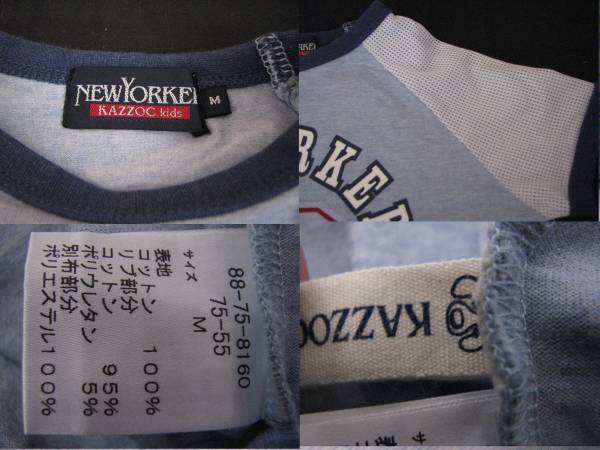 NEWYORKER
M
KAZZOC kids
RKER
88-75-8160
サイズ 75-55
M
表地
コットン 100%
リブ部分
コットン 95%
ポリウレタン 5%
別布部分
ポリエステル100%
KAZZOC